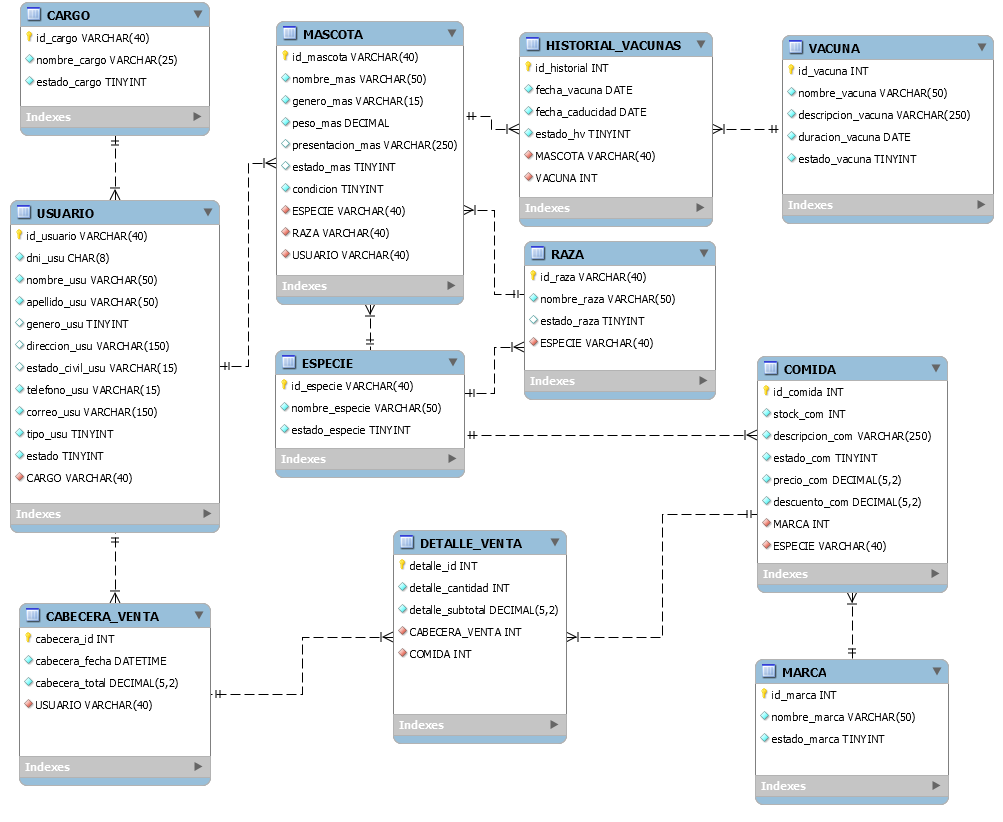 CARGO
id_cargo VARCHAR(40)
nombre_cargo VARCHAR(25)
estado_cargo TINYINT
Indexes
MASCOTA
id_mascota VARCHAR(40)
nombre_mas VARCHAR(50)
genero_mas VARCHAR(15)
peso_mas DECIMAL
presentacion_mas VARCHAR(250)
estado_mas TINYINT
condicion TINYINT
ESPECIE VARCHAR(40)
RAZA VARCHAR(40)
USUARIO VARCHAR(40)
Indexes
HISTORIAL_VACUNAS
id_historial INT
fecha_vacuna DATE
fecha_caducidad DATE
estado_hv TINYINT
MASCOTA VARCHAR(40)
VACUNA INT
Indexes
VACUNA
id_vacuna INT
nombre_vacuna VARCHAR(50)
descripcion_vacuna VARCHAR(250)
duracion_vacuna DATE
estado_vacuna TINYINT
Indexes
USUARIO
id_usuario VARCHAR(40)
dni_usu CHAR(8)
nombre_usu VARCHAR(50)
apellido_usu VARCHAR(50)
genero_usu TINYINT
direccion_usu VARCHAR(150)
estado_civil_usu VARCHAR(15)
telefono_usu VARCHAR(15)
correo_usu VARCHAR(150)
tipo_usu TINYINT
estado TINYINT
CARGO VARCHAR(40)
Indexes
RAZA
id_raza VARCHAR(40)
nombre_raza VARCHAR(50)
estado_raza TINYINT
ESPECIE VARCHAR(40)
Indexes
ESPECIE
id_especie VARCHAR(40)
nombre_especie VARCHAR(50)
estado_especie TINYINT
Indexes
COMIDA
id_comida INT
stock_com INT
descripcion_com VARCHAR(250)
estado_com TINYINT
precio_com DECIMAL(5,2)
descuento_com DECIMAL(5,2)
MARCA INT
ESPECIE VARCHAR(40)
Indexes
DETALLE_VENTA
detalle_id INT
detalle_cantidad INT
detalle_subtotal DECIMAL(5,2)
CABECERA_VENTA INT
COMIDA INT
Indexes
CABECERA_VENTA
cabecera_id INT
cabecera_fecha DATETIME
cabecera_total DECIMAL(5,2)
USUARIO VARCHAR(40)
Indexes
MARCA
id_marca INT
nombre_marca VARCHAR(50)
estado_marca TINYINT
Indexes